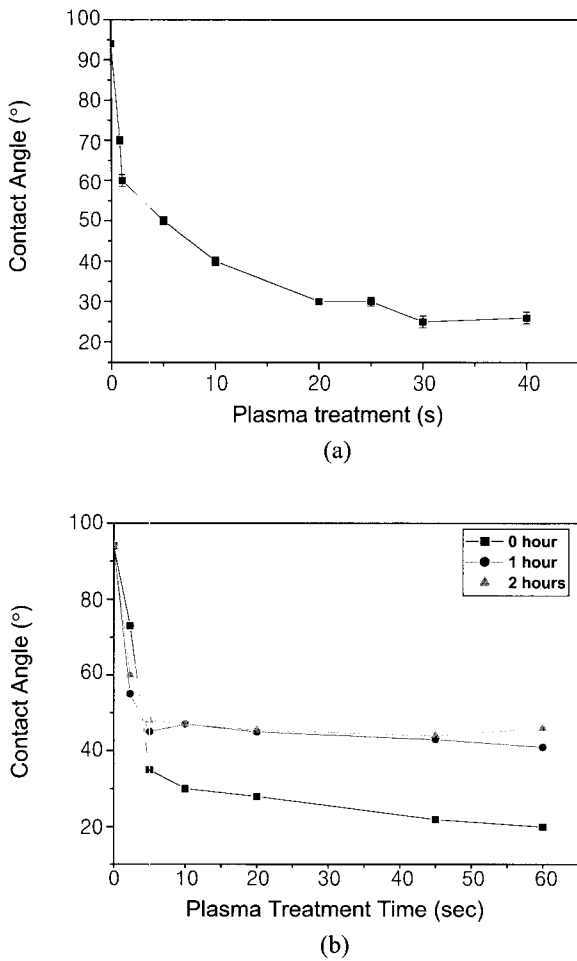 100
90
80
70
60
50
40
30
20
Contact Angle (°)
0 10 20 30 40
Plasma treatment (s)
(a)
100
80
60
40
20
Contact Angle (°)
0 hour
1 hour
2 hours
0 10 20 30 40 50 60
Plasma Treatment Time (sec)
(b)